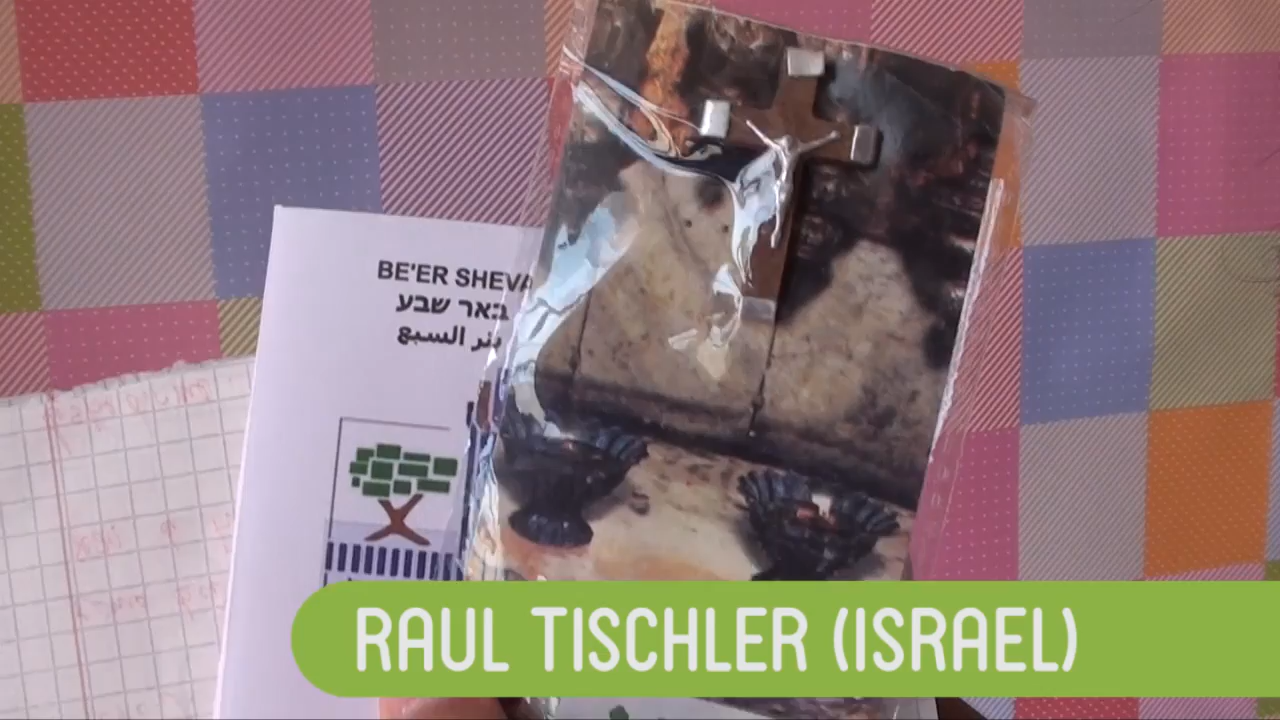 BE'ER SHEVA
באר שבע
بئر السبع
RAUL TISCHLER (ISRAEL)